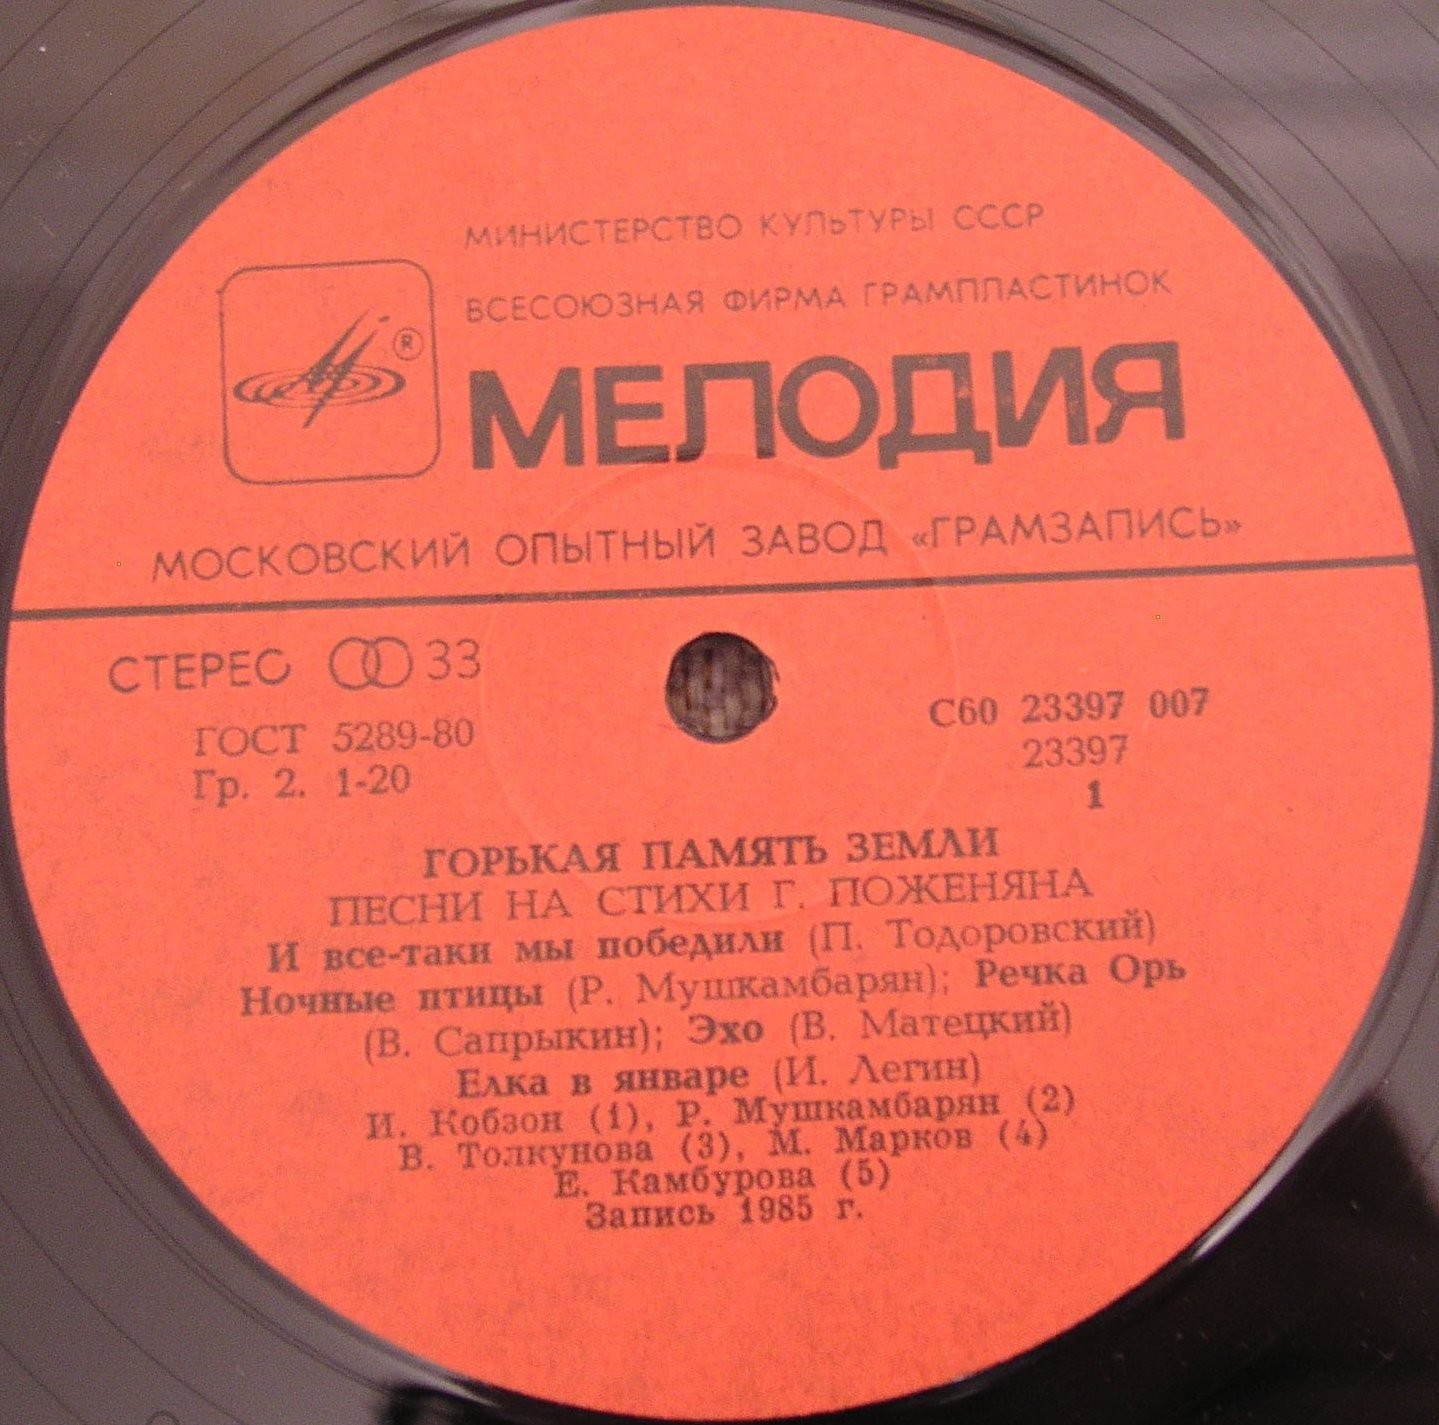 МИНИСТЕРСТВО КУЛЬТУРЫ СССР
ВСЕСОЮЗНАЯ ФИРМА ГРАМПЛАСТИНОК
®
МЕЛОДИЯ
МОСКОВСКИЙ ОПЫТНЫЙ ЗАВОД «ГРАМЗАПИСЬ»
СТЕРЕО 33
ГОСТ 5289-80
Гр. 2. 1-20
С60 23397 007
23397
1
ГОРЬКАЯ ПАМЯТЬ ЗЕМЛИ
ПЕСНИ НА СТИХИ Г. ПОЖЕНЯНА
И все-таки мы победили (П. Тодоровский)
Ночные птицы (Р. Мушкамбарян); Речка Орь
(В. Сапрыкин); Эхо (В. Матецкий)
Елка в январе (И. Легин)
И. Кобзон (1), Р. Мушкамбарян (2)
В. Толкунова (3), М. Марков (4)
Е. Камбурова (5)
Запись 1985 г.